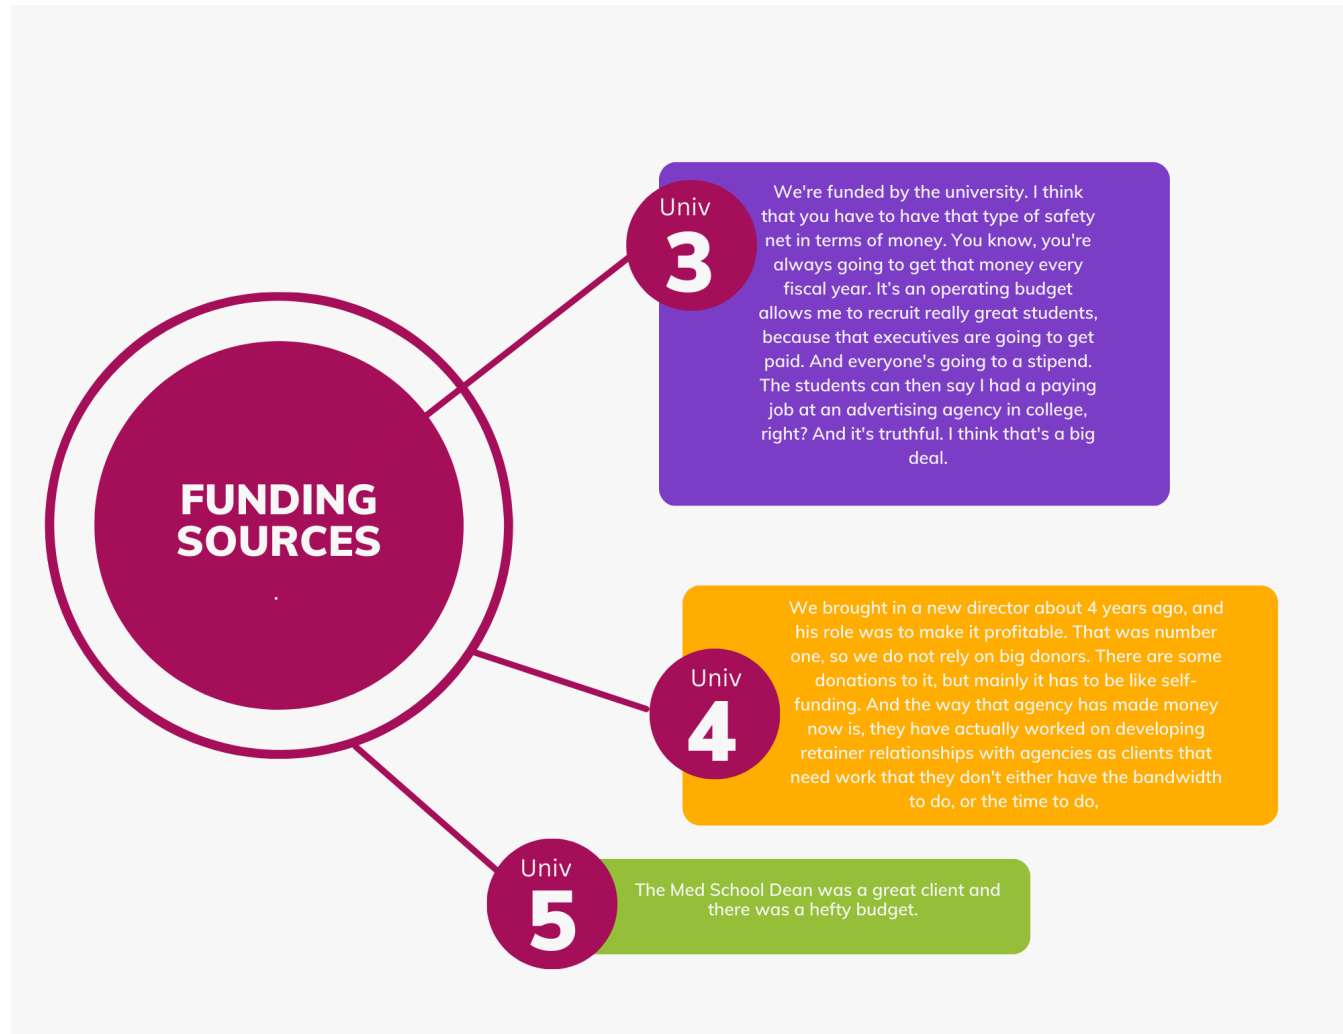 FUNDING
SOURCES
.
Univ
3
We're funded by the university. I think
that you have to have that type of safety
net in terms of money. You know, you're
always going to get that money every
fiscal year. It’s an operating budget
allows me to recruit really great students,
because that executives are going to get
paid. And everyone's going to a stipend.
The students can then say I had a paying
job at an advertising agency in college,
right? And it's truthful. I think that's a big
deal.
Univ
4
We brought in a new director about 4 years ago, and
his role was to make it profitable. That was number
one, so we do not rely on big donors. There are some
donations to it, but mainly it has to be like self-
funding. And the way that agency has made money
now is, they have actually worked on developing
retainer relationships with agencies as clients that
need work that they don't either have the bandwidth
to do, or the time to do,
Univ
5
The Med School Dean was a great client and
there was a hefty budget.